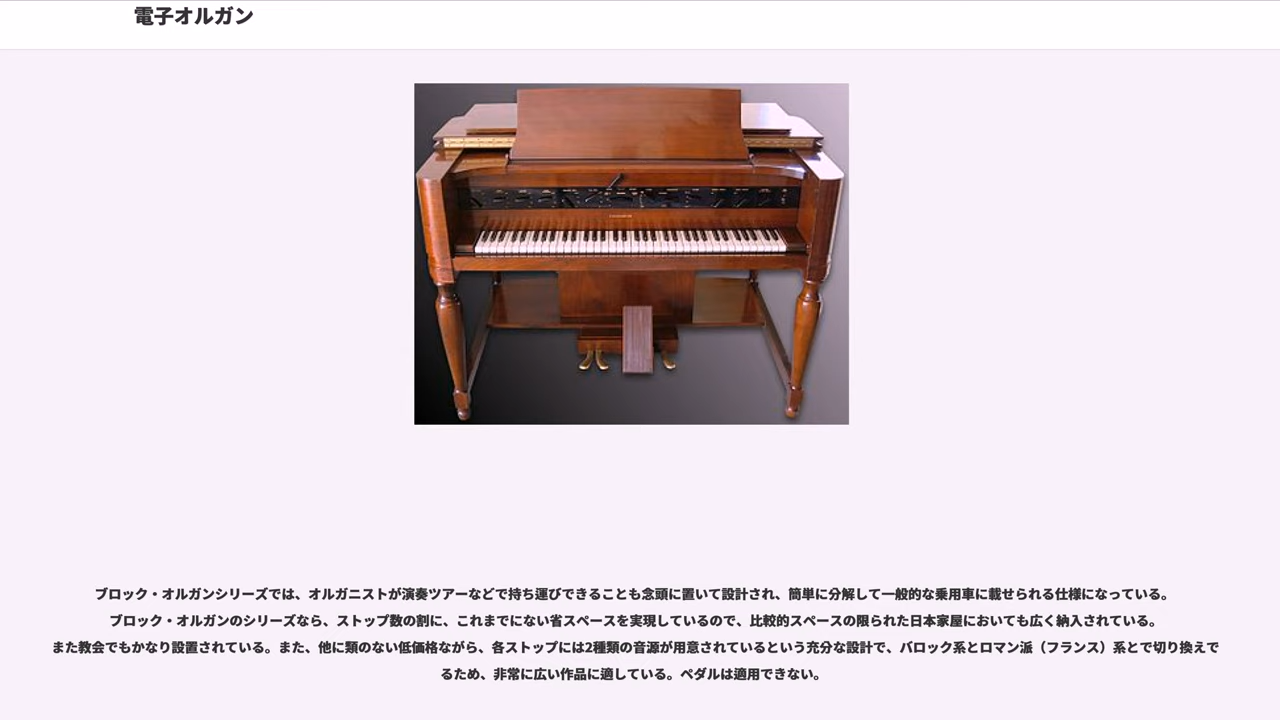 電子オルガン
ブロック・オルガンシリーズでは、オルガニストが演奏ツアーなどで持ち運びできることも念頭に置いて設計され、簡単に分解して一般的な乗用車に載せられる仕様になっている。
ブロック・オルガンのシリーズなら、ストップ数の割に、これまでにない省スペースを実現しているので、比較的スペースの限られた日本家屋においても広く納入されている。
また教会でもかなり設置されている。また、他に類のない低価格ながら、各ストップには2種類の音源が用意されているという充分な設計で、バロック系とロマン派（フランス）系とで切り換えで
るため、非常に広い作品に適している。ペダルは適用できない。